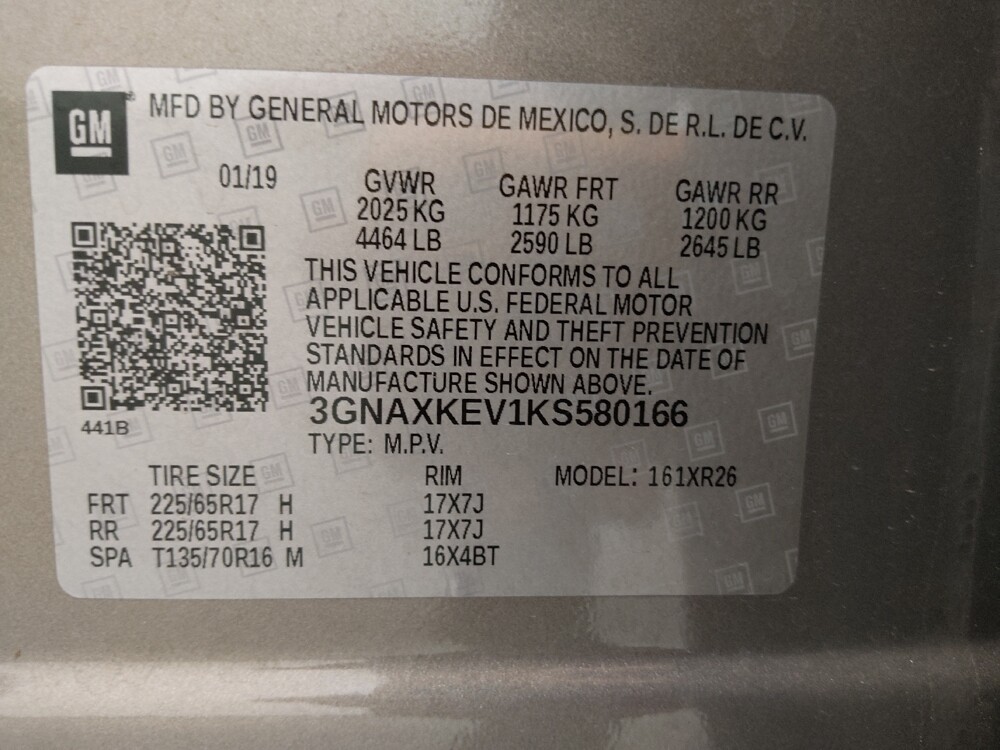 GM ® MFD BY GENERAL MOTORS DE MEXICO, S. DE R.L. DE C.V.
01/19 GVWR GAWR FRT GAWR RR
2025 KG 1175 KG 1200 KG
4464 LB 2590 LB 2645 LB
THIS VEHICLE CONFORMS TO ALL
APPLICABLE U.S. FEDERAL MOTOR
VEHICLE SAFETY AND THEFT PREVENTION
STANDARDS IN EFFECT ON THE DATE OF
MANUFACTURE SHOWN ABOVE.
3GNAXKEV1KS580166
441B
TYPE: M.P.V.
TIRE SIZE RIM MODEL: 161XR26
FRT 225/65R17 H 17X7J
RR 225/65R17 H 17X7J
SPA T135/70R16 M 16X4BT